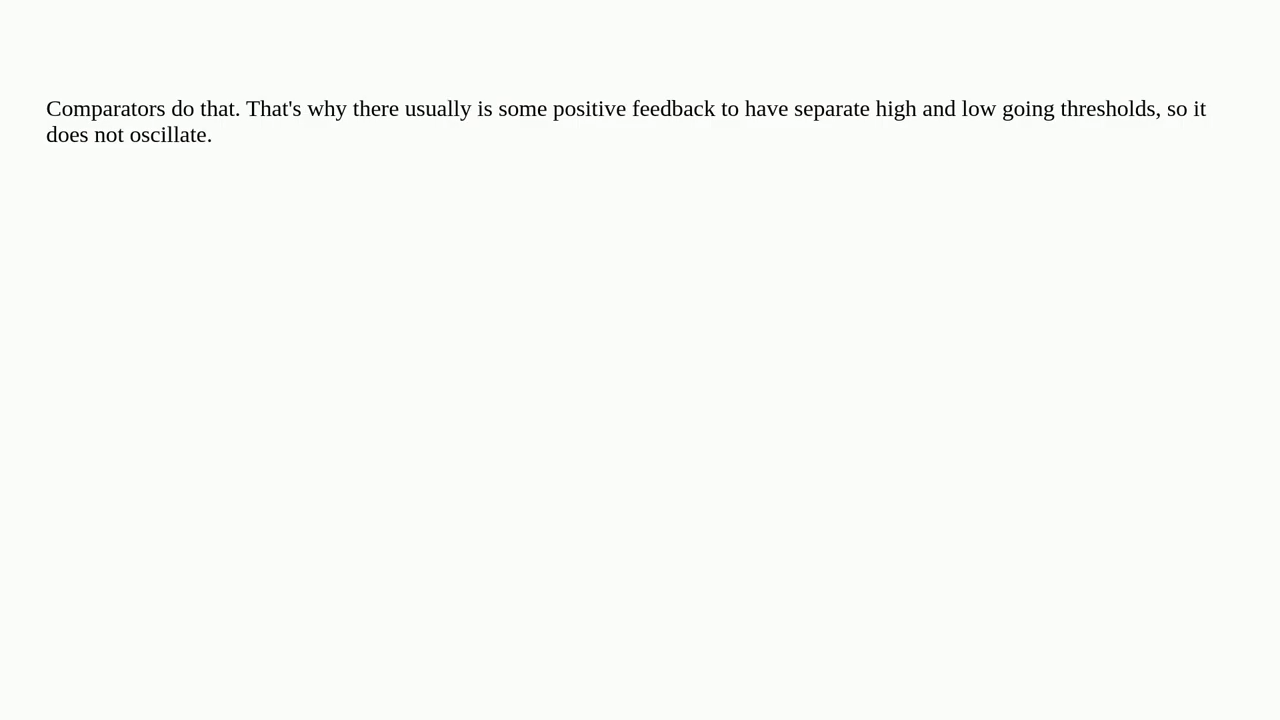 Comparators do that. That's why there usually is some positive feedback to have separate high and low going thresholds, so it
does not oscillate.